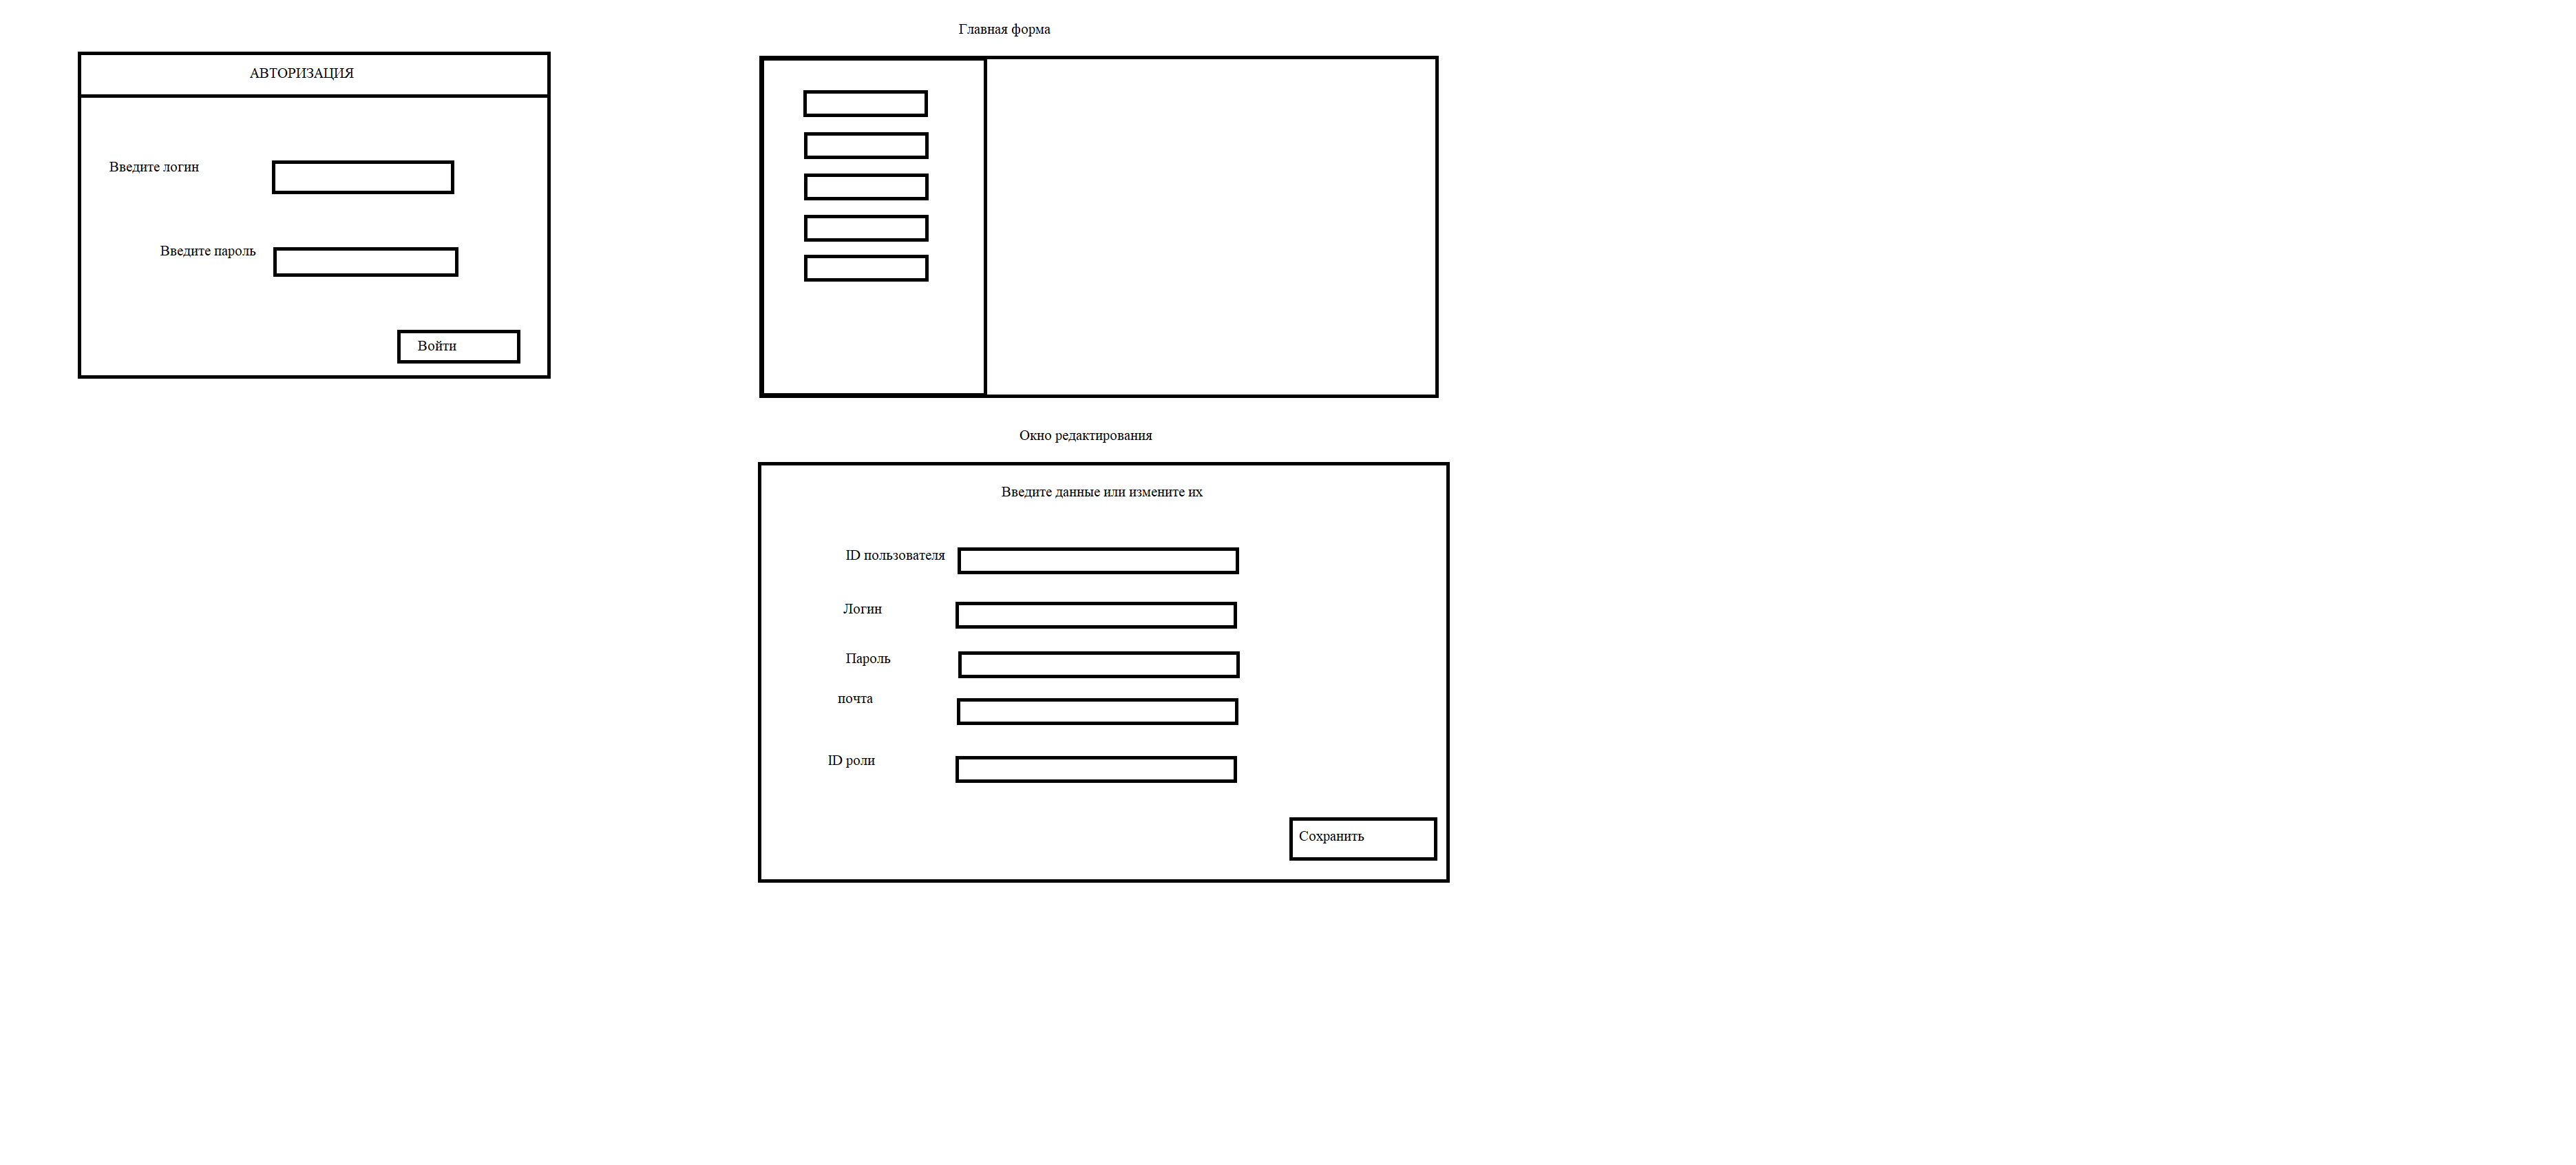 Главная форма
АВТОРИЗАЦИЯ
Введите логин
Введите пароль
Войти
Окно редактирования
Введите данные или измените их
ID пользователя
Логин
Пароль
почта
ID роли
Сохранить